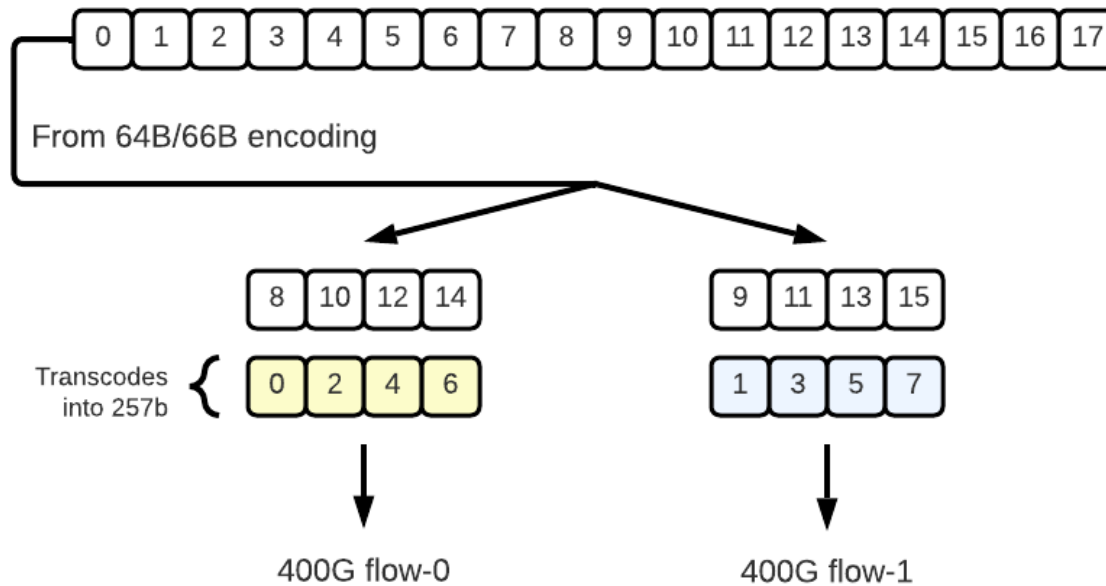 0 1 2 3 4 5 6 7 8 9 10 11 12 13 14 15 16 17
From 64B/66B encoding
8 10 12 14
9 11 13 15
Transcodes
into 257b
0 2 4 6
1 3 5 7
400G flow-0
400G flow-1